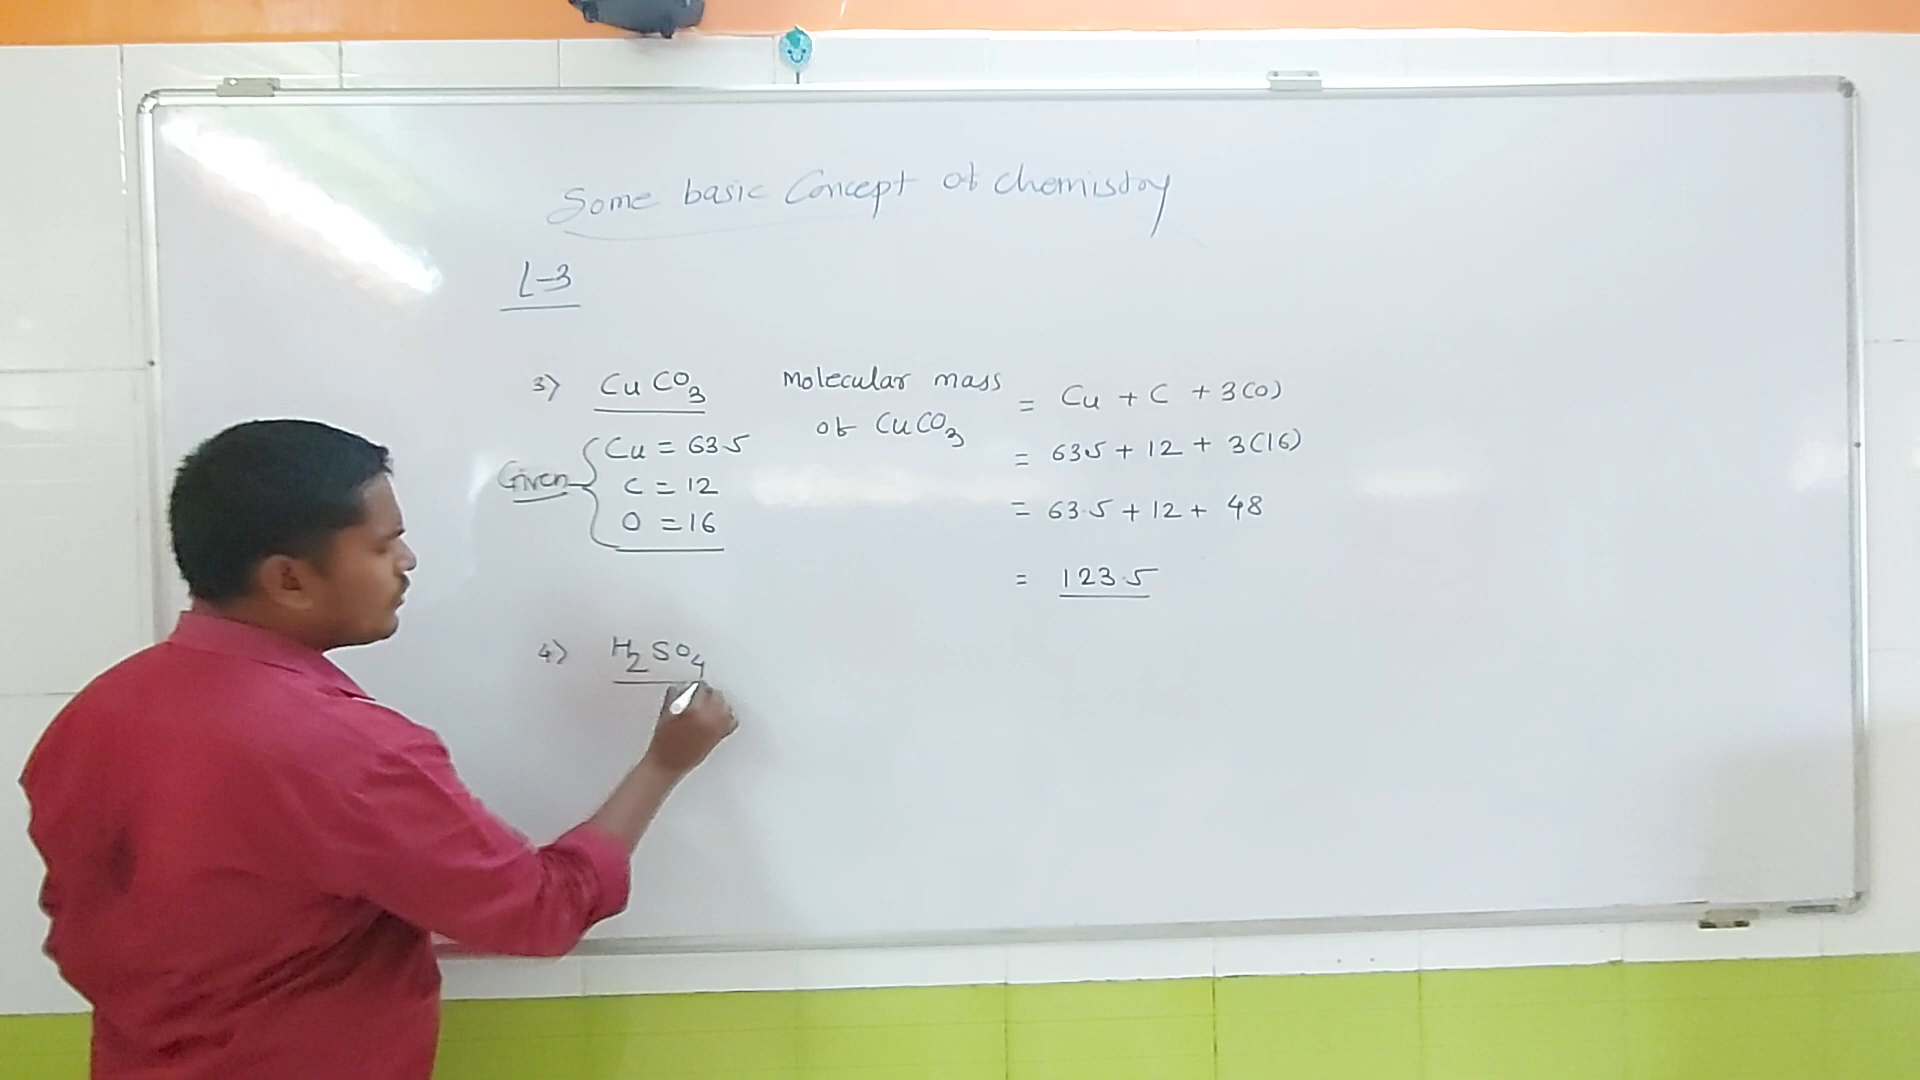 Some basic Concept of chemistry
L-3
3) CuCO3 Molecular mass of CuCO3 = Cu + C + 3(O)
Given Cu = 63.5
C = 12
O = 16
= 63.5 + 12 + 3(16)
= 63.5 + 12 + 48
= 123.5
4) H2SO4